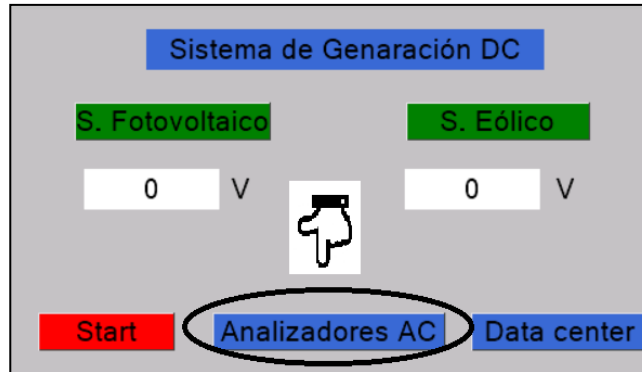 Sistema de Genaración DC
S. Fotovoltaico S. Eólico
0 V 0 V
Start Analizadores AC Data center